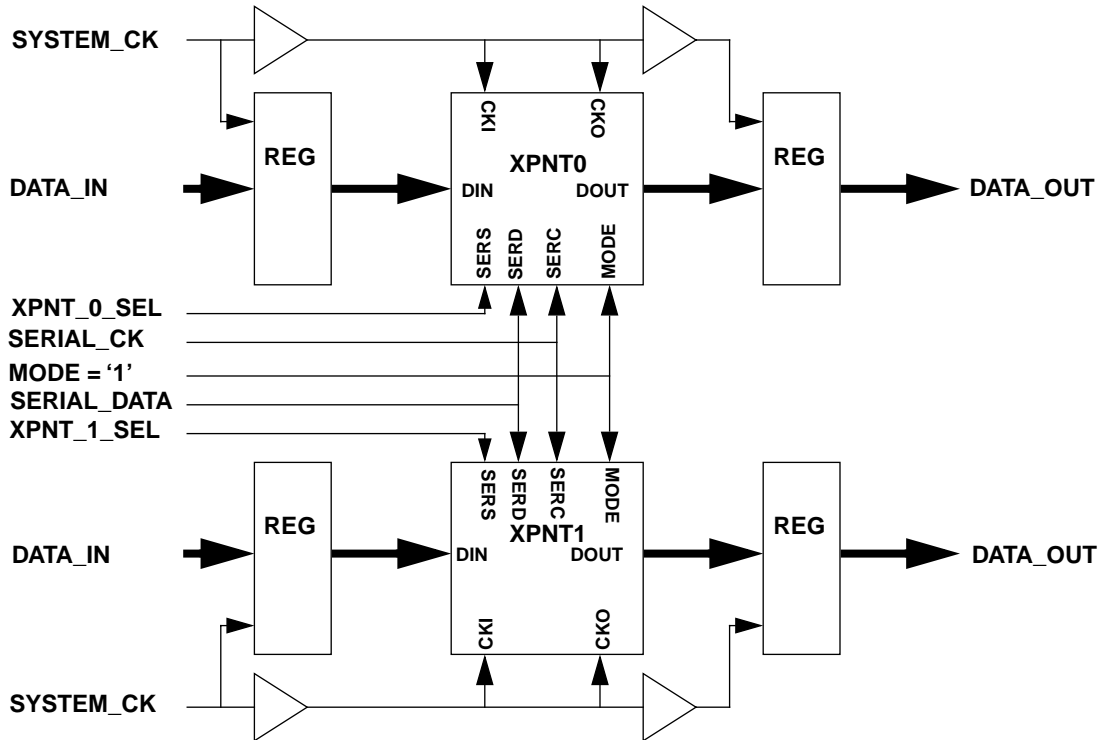 SYSTEM_CK
CKI
CKO
REG
XPNT0
REG
DATA_IN
DIN
DOUT
DATA_OUT
SERS
SERD
SERC
MODE
XPNT_0_SEL
SERIAL_CK
MODE = ‘1’
SERIAL_DATA
XPNT_1_SEL
SERS
SERD
SERC
MODE
REG
XPNT1
REG
DATA_IN
DIN
DOUT
DATA_OUT
CKI
CKO
SYSTEM_CK